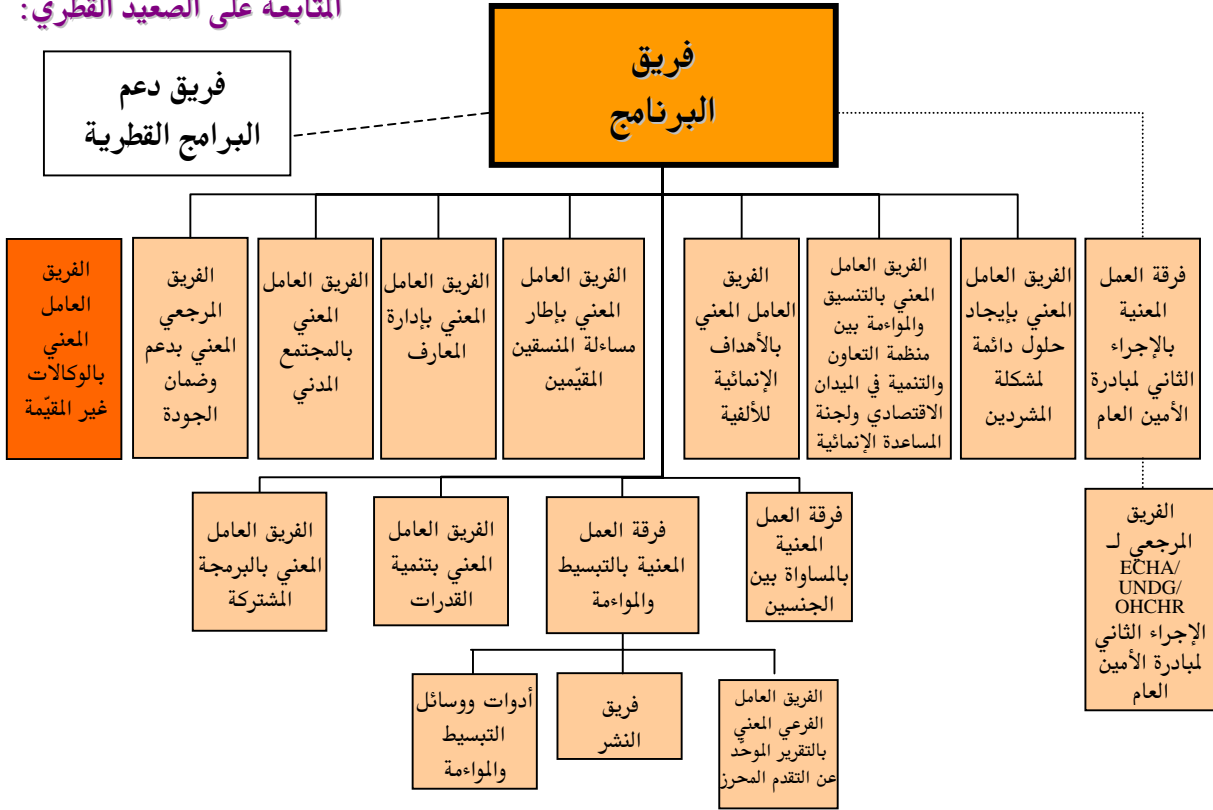 المتابعة على الصعيد القطري:
فريق
البرنامج
فريق دعم
البرامج القطرية
فرقة العمل
المعنية
بالإجراء
الثاني لمبادرة
الأمين العام
الفريق العامل
المعني بإيجاد
حلول دائمة
لمشكلة
المشردين
الفريق العامل
المعني بالتنسيق
والمواءمة بين
منظمة التعاون
والتنمية في الميدان
الاقتصادي ولجنة
المساعدة الإنمائية
الفريق
العامل المعني
بالأهداف
الإنمائية
للألفية
الفريق العامل
المعني بإطار
مساءلة المنسقين
المقيّمين
الفريق العامل
المعني بإدارة
المعارف
الفريق العامل
المعني
بالمجتمع
المدني
الفريق
المرجعي
المعني بدعم
وضمان
الجودة
الفريق
العامل
المعني
بالوكالات
غير المقيّمة
الفريق
المرجعي لـ
ECHA/
UNDG/
OHCHR
الإجراء الثاني
لمبادرة الأمين
العام
فرقة العمل
المعنية
بالمساواة بين
الجنسين
فرقة العمل
المعنية بالتبسيط
والمواءمة
الفريق العامل
المعني بتنمية
القدرات
الفريق العامل
المعني بالبرمجة
المشتركة
الفريق العامل
الفرعي المعني
بالتقرير الموحّد
عن التقدم المحرز
فريق
النشر
أدوات ووسائل
التبسيط
والمواءمة